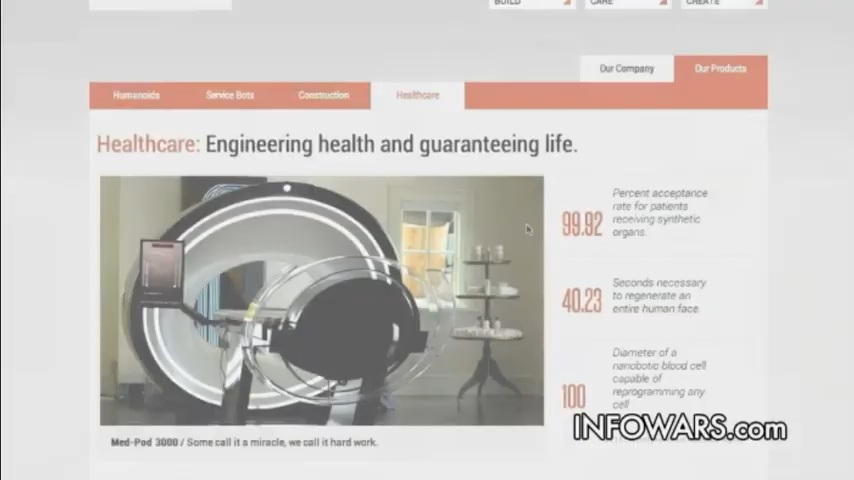 BUILD
CARE
CREATE
Our Company
Our Products
Humanoids
Service Bots
Construction
Healthcare
Healthcare: Engineering health and guaranteeing life.
99.92
Percent acceptance
rate for patients
receiving synthetic
organs.
40.23
Seconds necessary
to regenerate an
entire human face
100
Diameter of a
nanobotic blood cell
capable of
reprogramming any
cell
INFOWARS.com
Med-Pod 3000 / Some call it a miracle, we call it hard work.